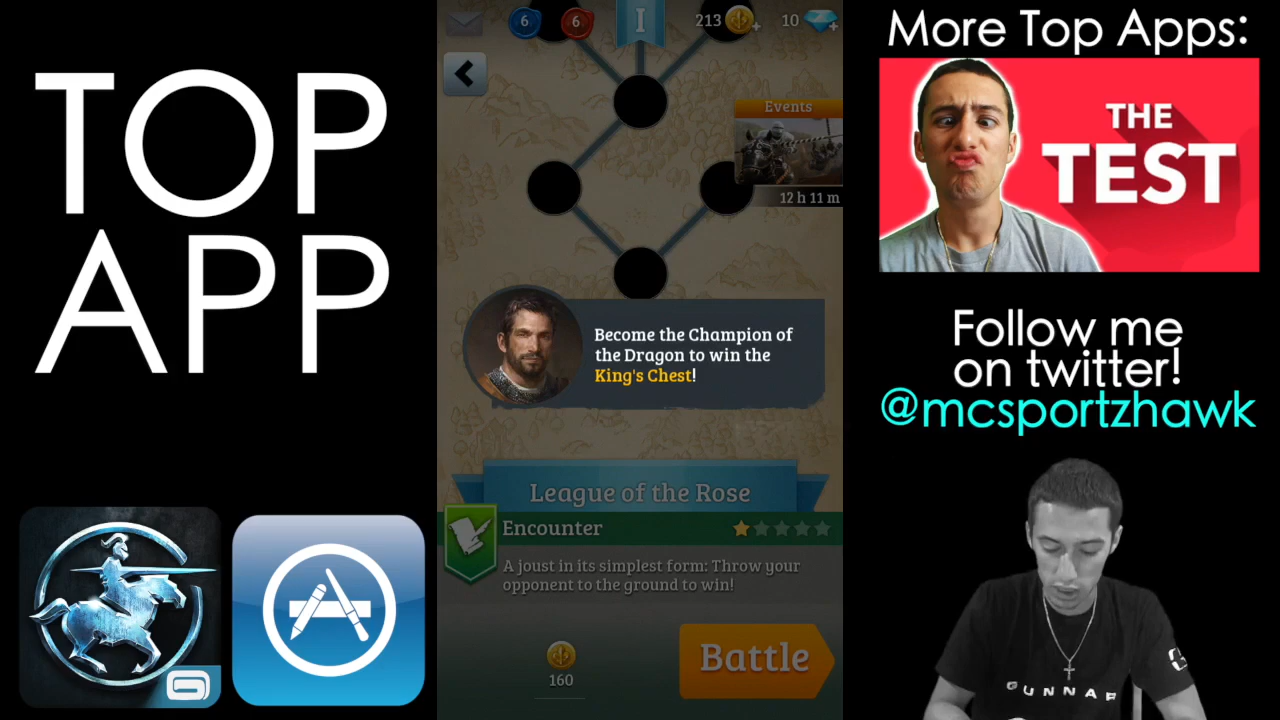 TOP
APP
6
6
I
213
10
Events
12 h 11 m
Become the Champion of
the Dragon to win the
King's Chest!
League of the Rose
Encounter
A joust in its simplest form: Throw your
opponent to the ground to win!
160
Battle
More Top Apps:
THE
TEST
Follow me
on twitter!
@mcsportzhawk
GUNNAR